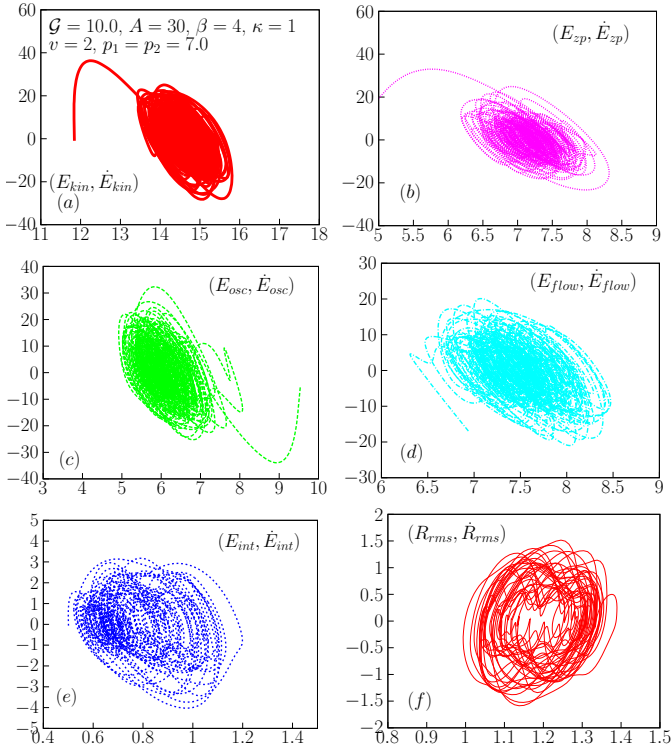 60
40
20
0
−20
−40
11 12 13 14 15 16 17 18
𝒢 = 10.0, A = 30, β = 4, κ = 1
v = 2, p₁ = p₂ = 7.0
(E_kin, Ė_kin)
(a)
60
40
20
0
−20
−40
5 5.5 6 6.5 7 7.5 8 8.5 9
(E_zp, Ė_zp)
(b)
40
30
20
10
0
−10
−20
−30
−40
3 4 5 6 7 8 9 10
(E_osc, Ė_osc)
(c)
30
20
10
0
−10
−20
−30
6 6.5 7 7.5 8 8.5 9
(E_flow, Ė_flow)
(d)
5
4
3
2
1
0
−1
−2
−3
−4
−5
0.4 0.6 0.8 1 1.2 1.4
(E_int, Ė_int)
(e)
2
1.5
1
0.5
0
−0.5
−1
−1.5
−2
0.8 0.9 1 1.1 1.2 1.3 1.4 1.5
(R_rms, Ṙ_rms)
(f)